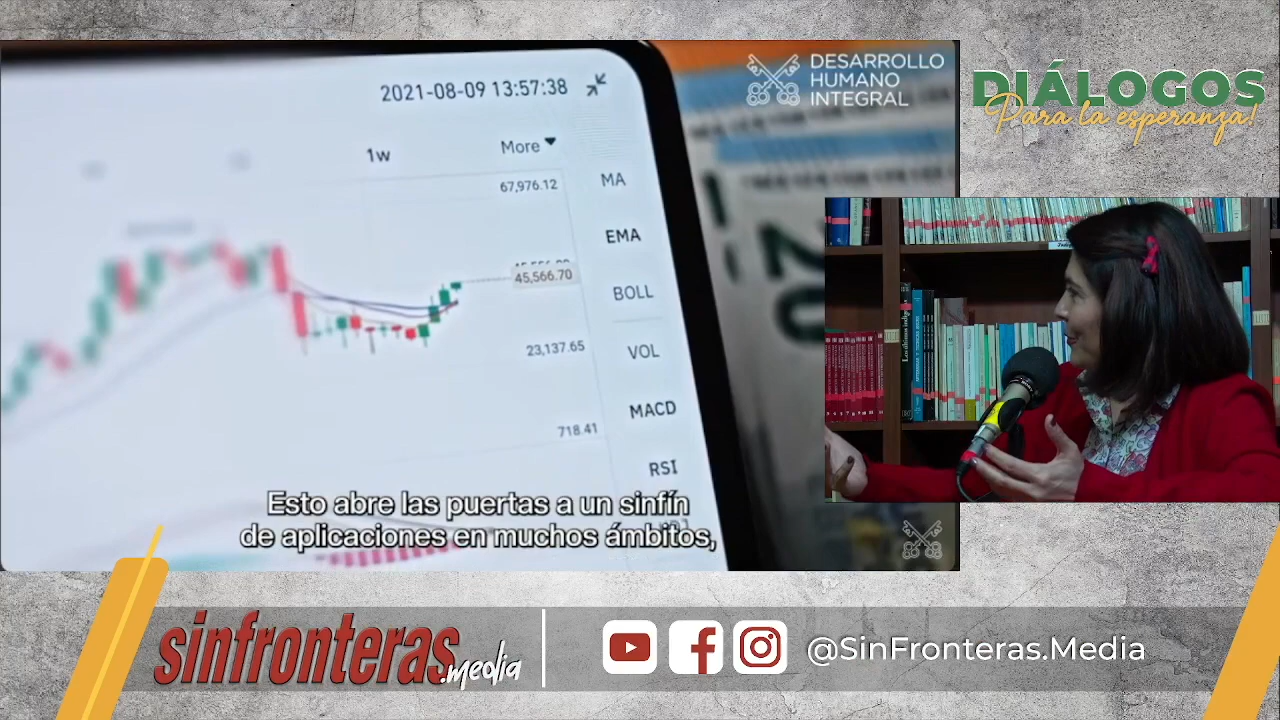 2021-08-09 13:57:38
1w
More
67,976.12
45,566.70
23,137.65
718.41
MA
EMA
BOLL
VOL
MACD
RSI
DESARROLLO
HUMANO
INTEGRAL
DIÁLOGOS
Para la esperanza!
Esto abre las puertas a un sinfín
de aplicaciones en muchos ámbitos,
sinfronteras
.media
@SinFronteras.Media